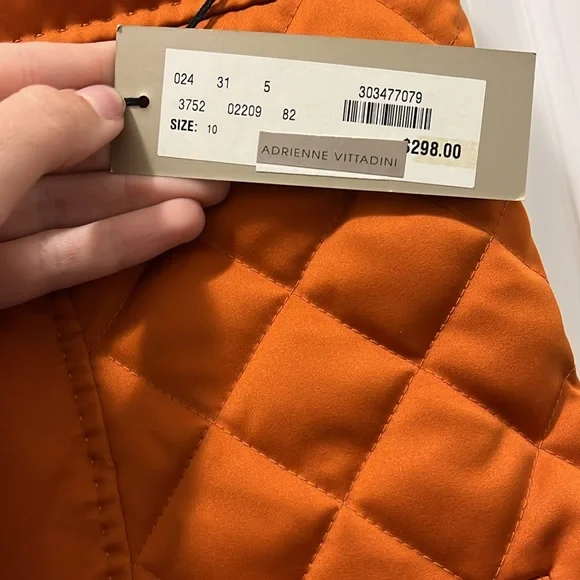 024 31 5 303477079
3752 02209 82
SIZE: 10 $298.00
ADRIENNE VITTADINI